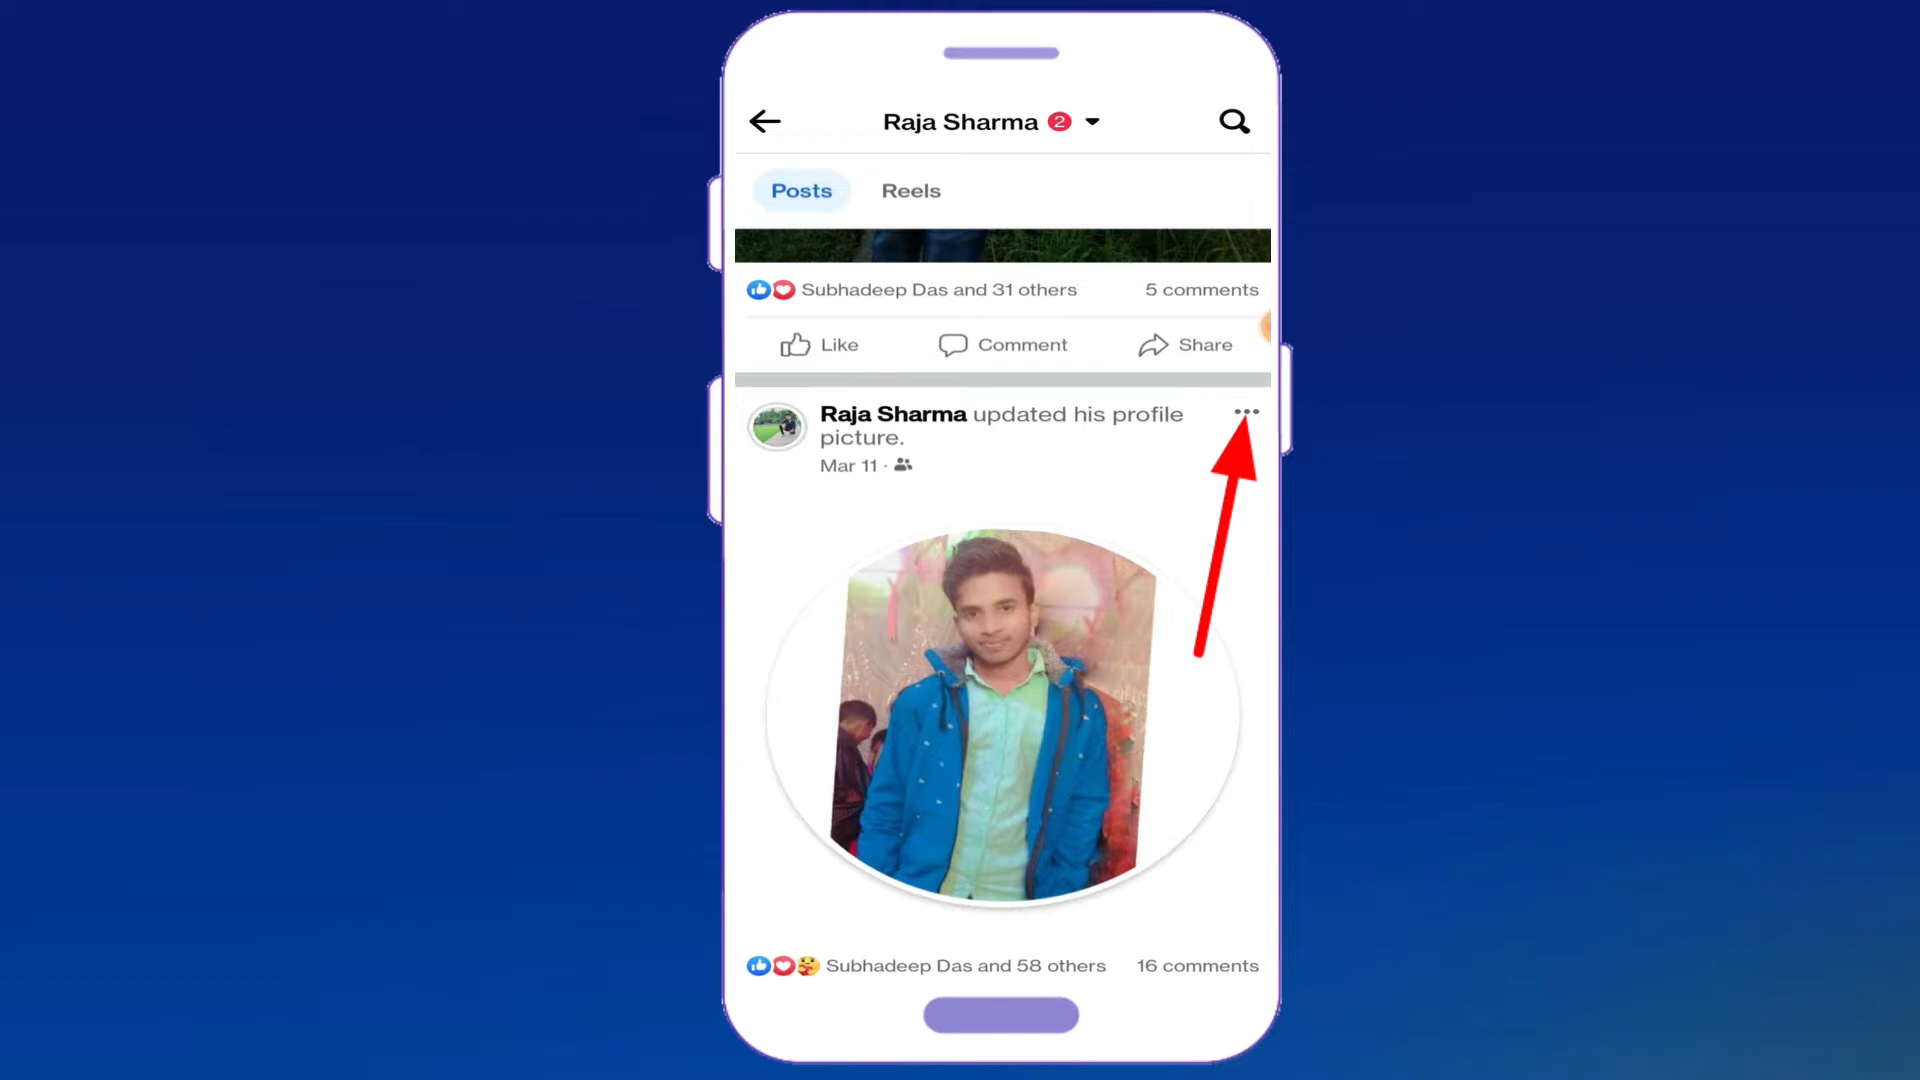 Raja Sharma 2
Posts Reels
Subhadeep Das and 31 others 5 comments
Like Comment Share
Raja Sharma updated his profile
picture.
Mar 11 ·
Subhadeep Das and 58 others 16 comments